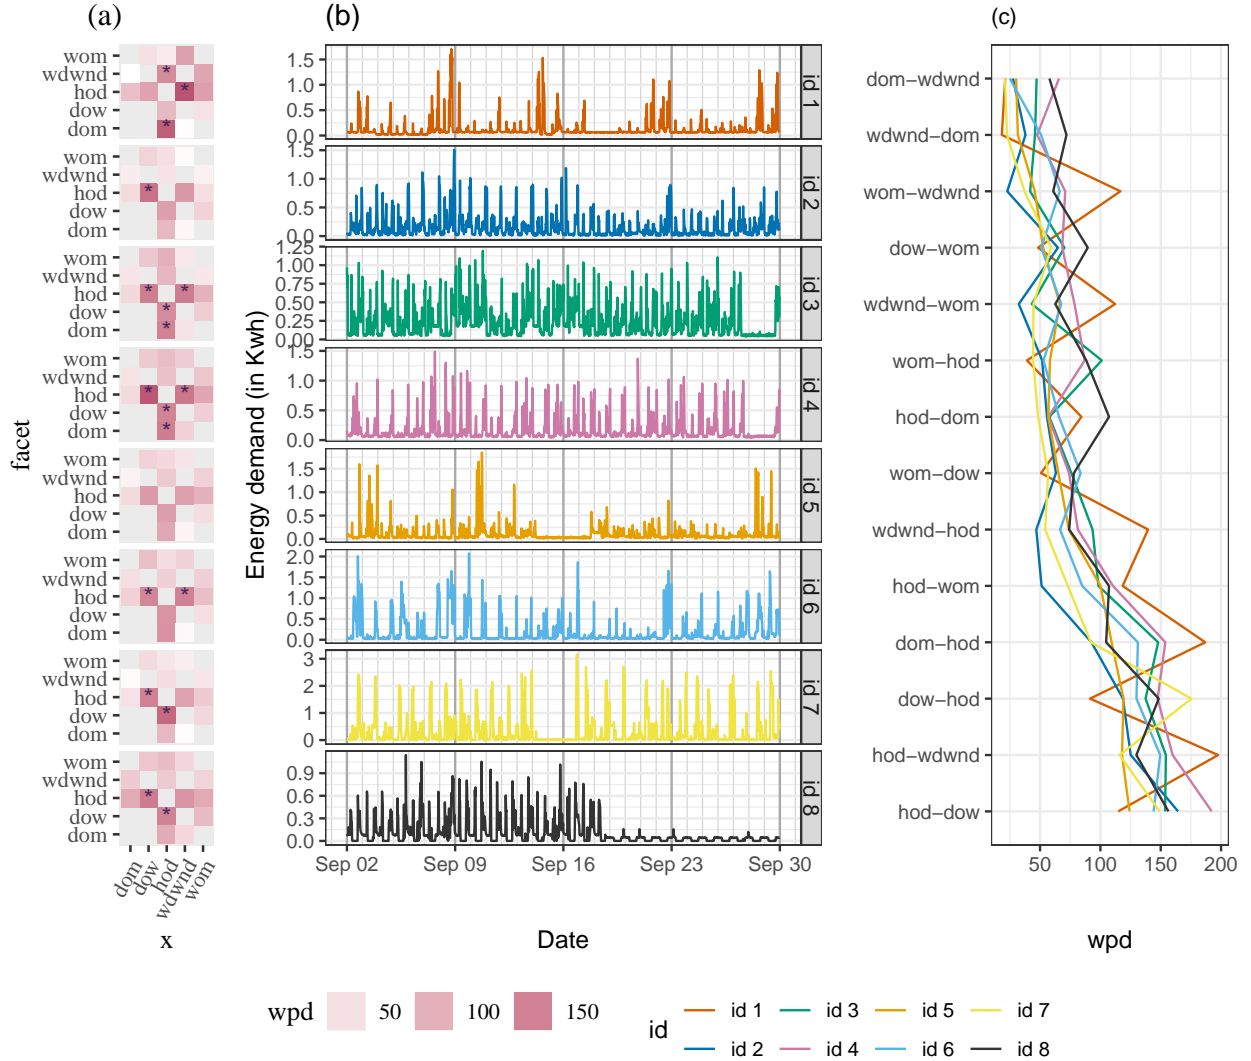 (a)
(b)
(c)
facet
wom
wdwnd
hod
dow
dom
wom
wdwnd
hod
dow
dom
wom
wdwnd
hod
dow
dom
wom
wdwnd
hod
dow
dom
wom
wdwnd
hod
dow
dom
wom
wdwnd
hod
dow
dom
wom
wdwnd
hod
dow
dom
wom
wdwnd
hod
dow
dom
* * *
*
* * * *
* * * *
* *
* *
* *
dom dow hod wdwnd wom
x
Energy demand (in Kwh)
1.5
1.0
0.5
0.0
id 1
1.5
1.0
0.5
0.0
id 2
1.25
1.00
0.75
0.50
0.25
0.00
id 3
1.5
1.0
0.5
0.0
id 4
1.5
1.0
0.5
0.0
id 5
2.0
1.5
1.0
0.5
0.0
id 6
3
2
1
0
id 7
0.9
0.6
0.3
0.0
id 8
Sep 02 Sep 09 Sep 16 Sep 23 Sep 30
Date
dom−wdwnd
wdwnd−dom
wom−wdwnd
dow−wom
wdwnd−wom
wom−hod
hod−dom
wom−dow
wdwnd−hod
hod−wom
dom−hod
dow−hod
hod−wdwnd
hod−dow
50 100 150 200
wpd
wpd 50 100 150
id
id 1 id 3 id 5 id 7
id 2 id 4 id 6 id 8